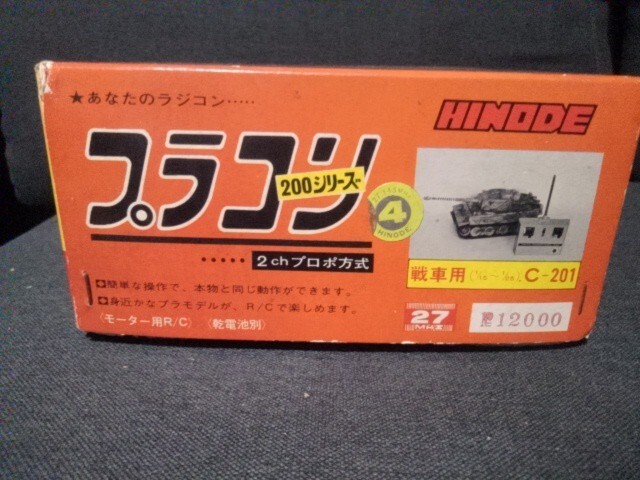 ★あなたのラジコン‥‥‥
プラコン
200シリーズ
‥‥‥2chプロポ方式
●簡単な操作で、本物と同じ動作ができます。
●身近かなプラモデルが、R/Cで楽しめます。
〈モーター用R/C〉〈乾電池別〉
HINODE
4
HINODE
戦車用
C-201
27
MHz
12000